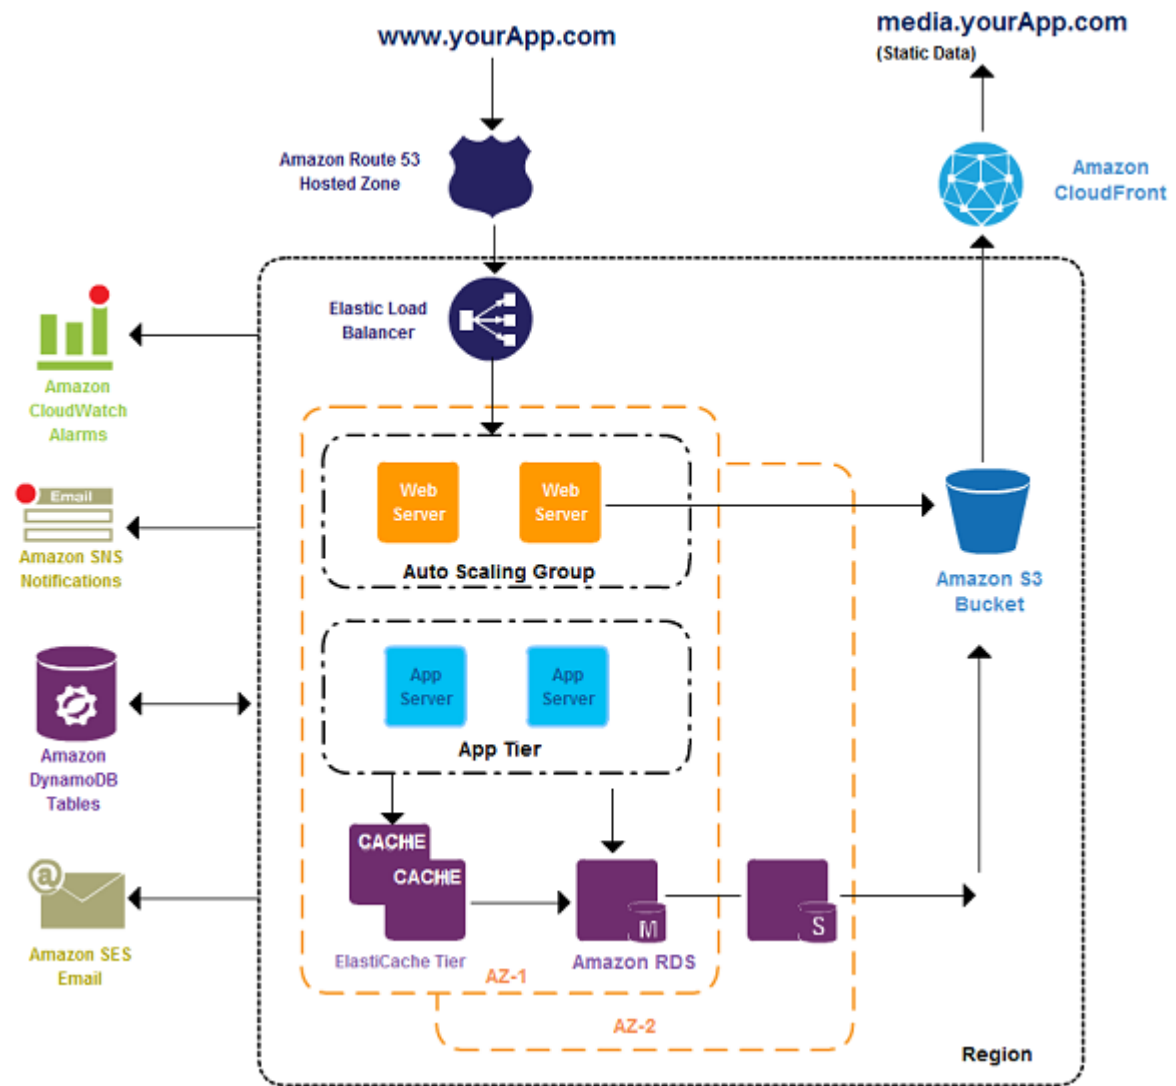 www.yourApp.com
media.yourApp.com
(Static Data)
Amazon Route 53
Hosted Zone
Amazon
CloudFront
Elastic Load
Balancer
Amazon
CloudWatch
Alarms
Web
Server
Web
Server
Auto Scaling Group
Email
Amazon SNS
Notifications
Amazon S3
Bucket
App
Server
App
Server
App Tier
Amazon
DynamoDB
Tables
CACHE
CACHE
M
S
@
ElastiCache Tier
Amazon RDS
Amazon SES
Email
AZ-1
AZ-2
Region